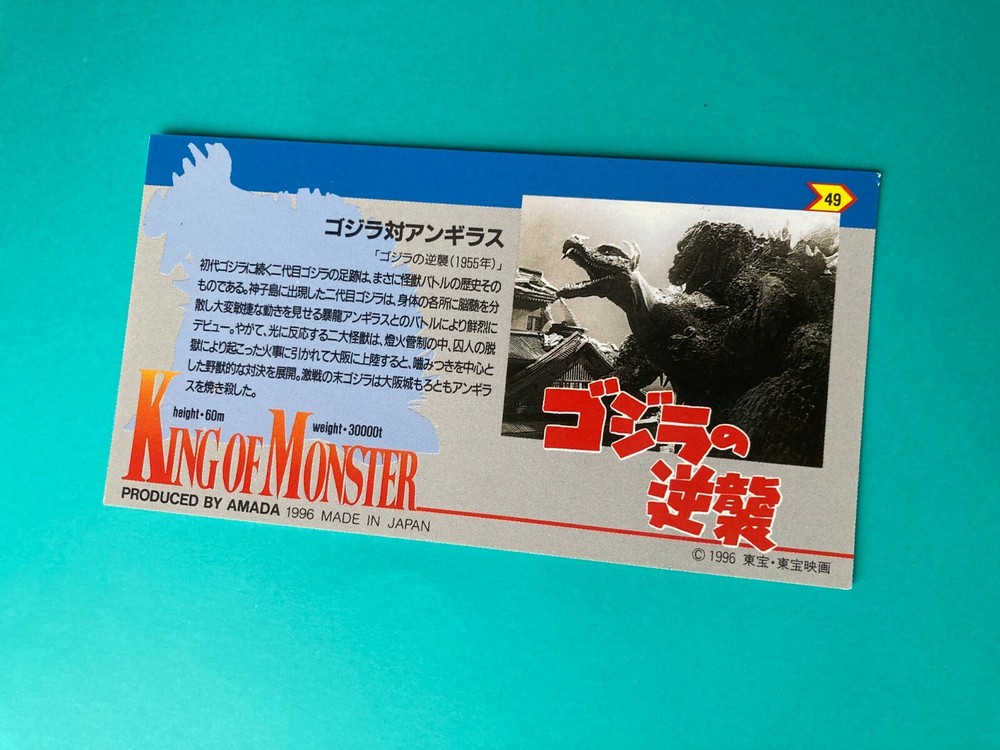 49
ゴジラ対アンギラス
「ゴジラの逆襲(1955年)」
初代ゴジラに続く二代目ゴジラの足跡は、まさに怪獣バトルの歴史その
ものである。神子島に出現した二代目ゴジラは、身体の各所に脳髄を分
散し大変敏捷な動きを見せる暴龍アンギラスとのバトルにより鮮烈に
デビュー。やがて、光に反応する二大怪獣は、燈火管制の中、囚人の脱
獄により起こった火事に引かれて大阪に上陸すると、噛みつきを中心と
した野獣的な対決を展開。激戦の末ゴジラは大阪城もろともアンギラ
スを焼き殺した。
height・60m
weight・30000t
KING OF MONSTER
PRODUCED BY AMADA 1996 MADE IN JAPAN
ゴジラの
逆襲
© 1996 東宝・東宝映画